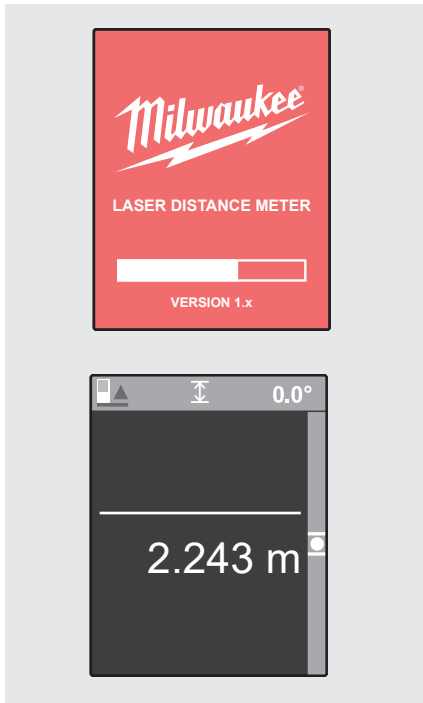 Milwaukee®
LASER DISTANCE METER
VERSION 1.x
0.0°
2.243 m